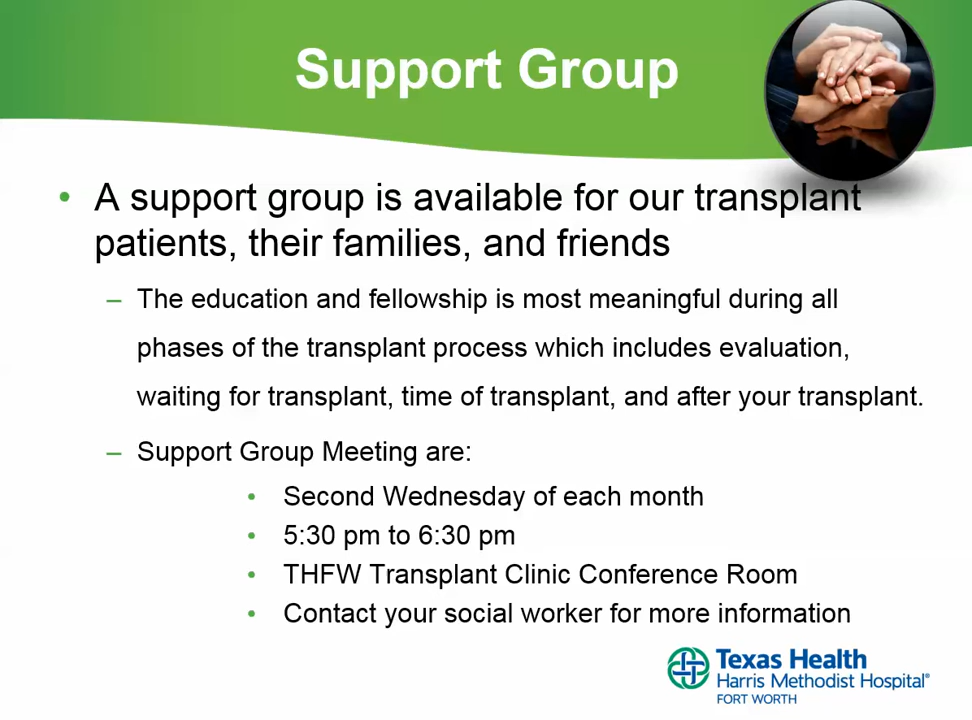 Support Group
• A support group is available for our transplant
patients, their families, and friends
– The education and fellowship is most meaningful during all
phases of the transplant process which includes evaluation,
waiting for transplant, time of transplant, and after your transplant.
– Support Group Meeting are:
• Second Wednesday of each month
• 5:30 pm to 6:30 pm
• THFW Transplant Clinic Conference Room
• Contact your social worker for more information
Texas Health
Harris Methodist Hospital®
FORT WORTH